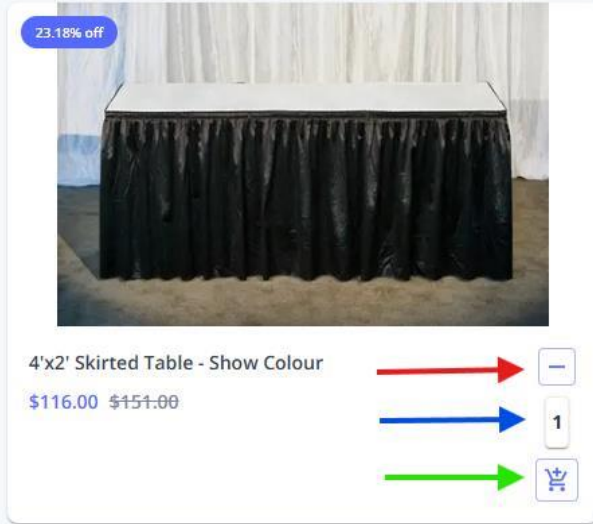 23.18% off
4'x2' Skirted Table - Show Colour
$116.00 $151.00
1